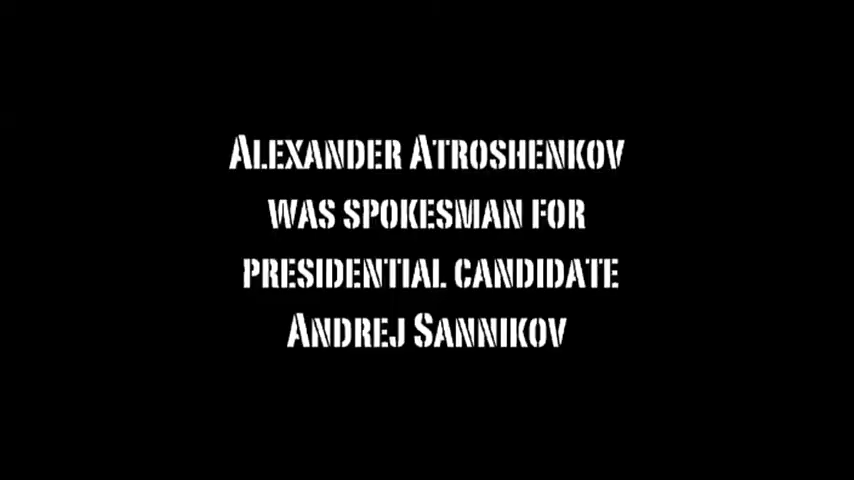 Alexander Atroshenkov
was spokesman for
presidential candidate
Andrej Sannikov